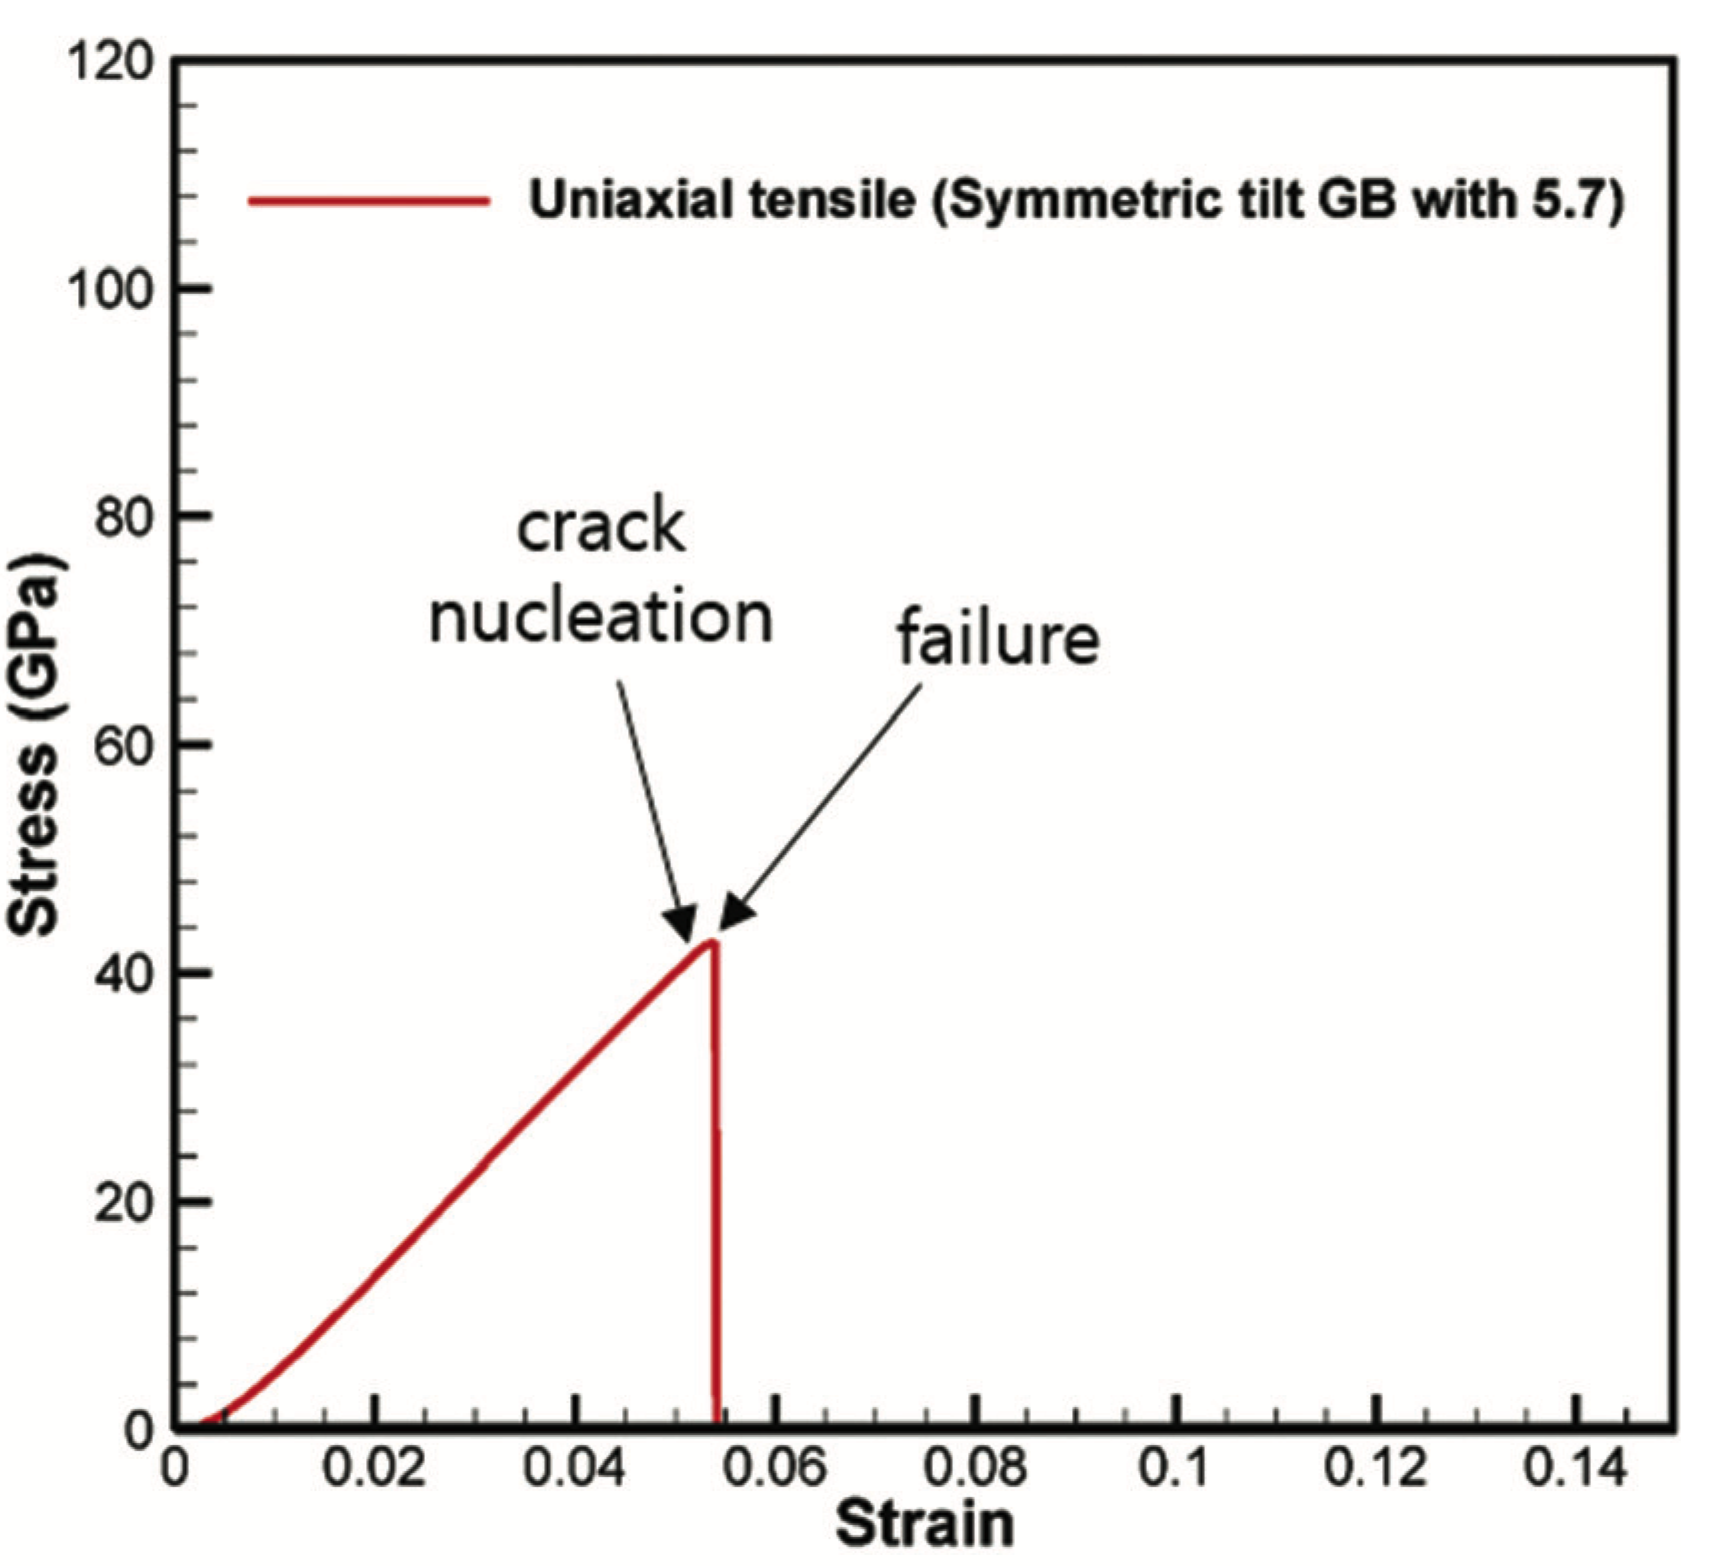 120
Uniaxial tensile (Symmetric tilt GB with 5.7)
100
80
crack
nucleation
failure
60
Stress (GPa)
40
20
0
0 0.02 0.04 0.06 0.08 0.1 0.12 0.14
Strain